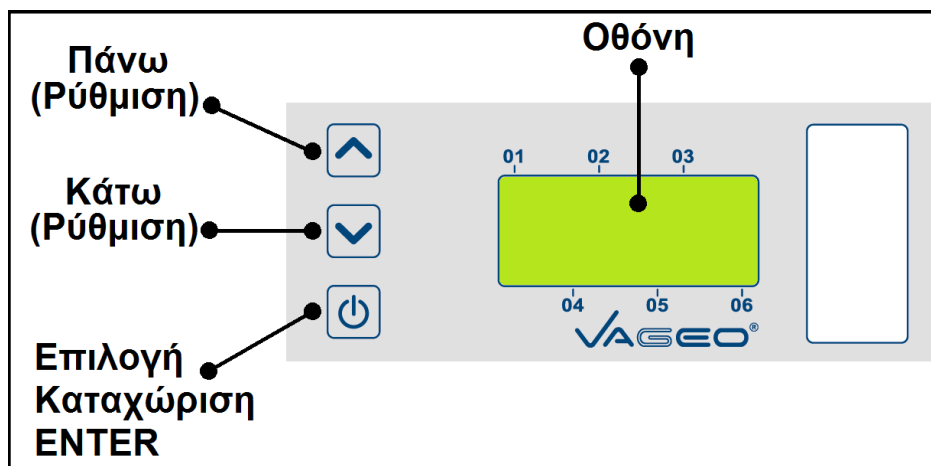 Οθόνη
Πάνω
(Ρύθμιση)
01 02 03
Κάτω
(Ρύθμιση)
04 05 06
VAGEO®
Επιλογή
Καταχώριση
ENTER